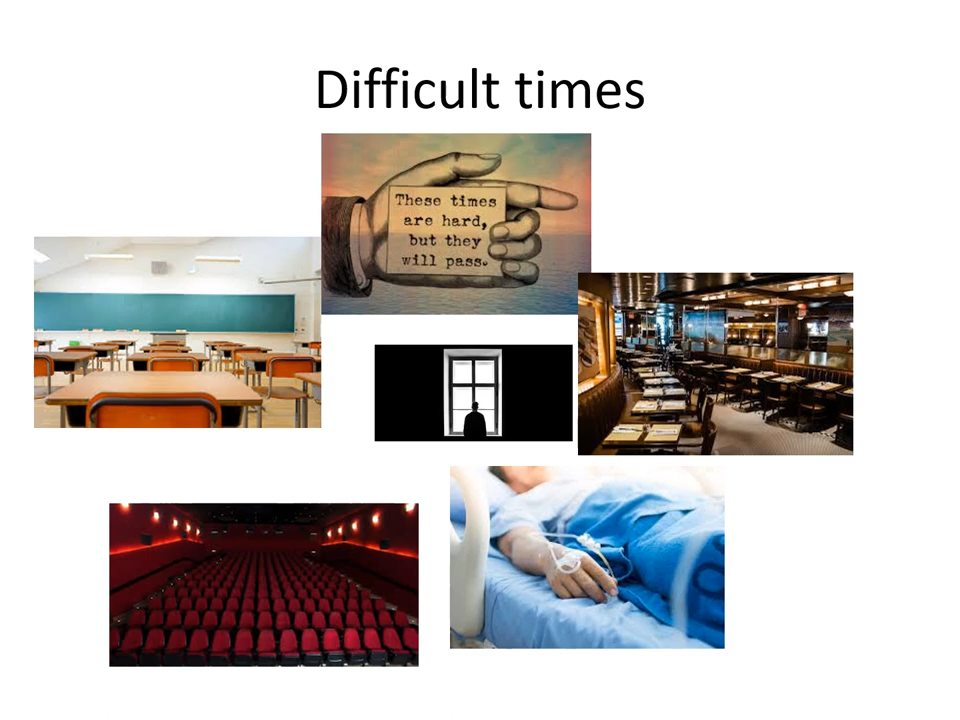 Difficult times
These times
are hard,
but they
will pass.